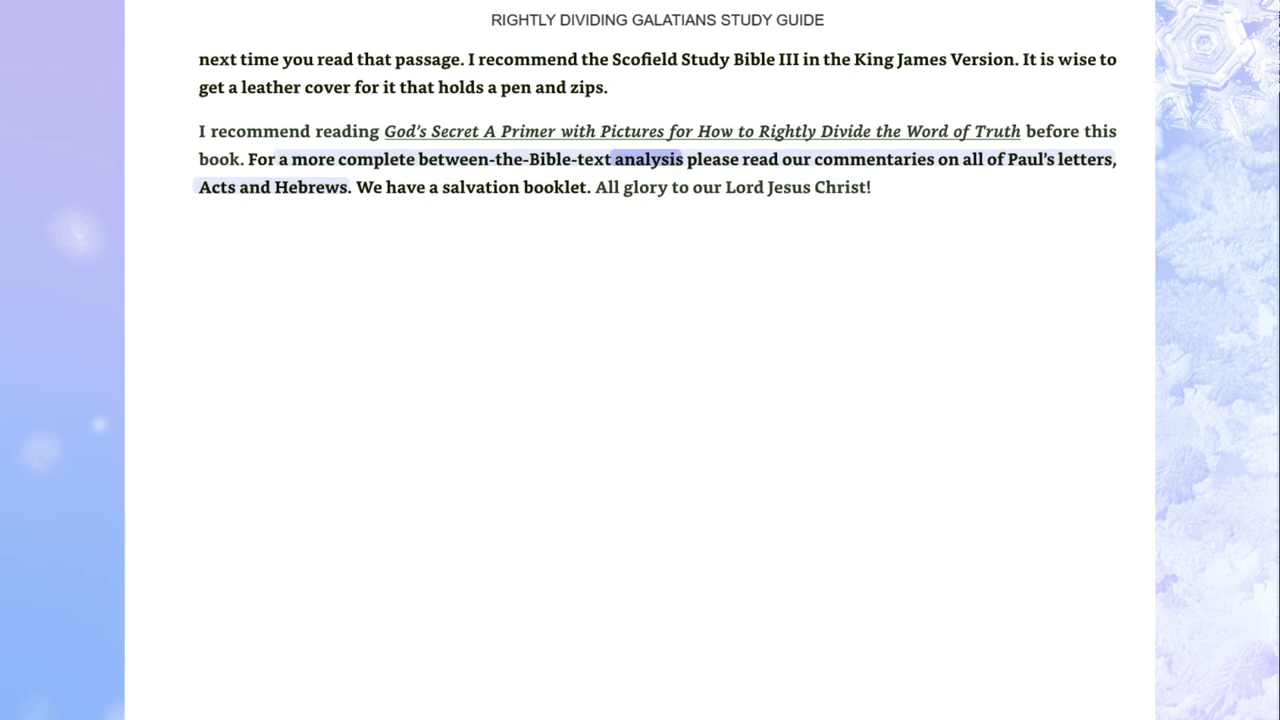 RIGHTLY DIVIDING GALATIANS STUDY GUIDE
next time you read that passage. I recommend the Scofield Study Bible III in the King James Version. It is wise to
get a leather cover for it that holds a pen and zips.
I recommend reading God's Secret A Primer with Pictures for How to Rightly Divide the Word of Truth before this
book. For a more complete between-the-Bible-text analysis please read our commentaries on all of Paul's letters,
Acts and Hebrews. We have a salvation booklet. All glory to our Lord Jesus Christ!